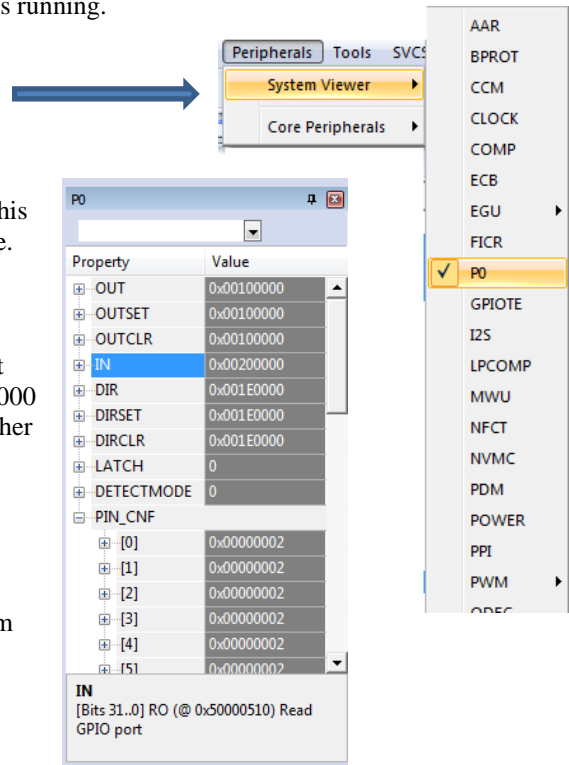 s running.
Peripherals Tools SVCS
System Viewer
Core Peripherals
AAR
BPROT
CCM
CLOCK
COMP
ECB
EGU
FICR
P0
GPIOTE
I2S
LPCOMP
MWU
NFCT
NVMC
PDM
POWER
PPI
PWM
QDEC
his
e.
t
000
her
m
P0
Property Value
OUT 0x00100000
OUTSET 0x00100000
OUTCLR 0x00100000
IN 0x00200000
DIR 0x001E0000
DIRSET 0x001E0000
DIRCLR 0x001E0000
LATCH 0
DETECTMODE 0
PIN_CNF
[0] 0x00000002
[1] 0x00000002
[2] 0x00000002
[3] 0x00000002
[4] 0x00000002
[5] 0x00000002
IN
[Bits 31..0] RO (@ 0x50000510) Read
GPIO port